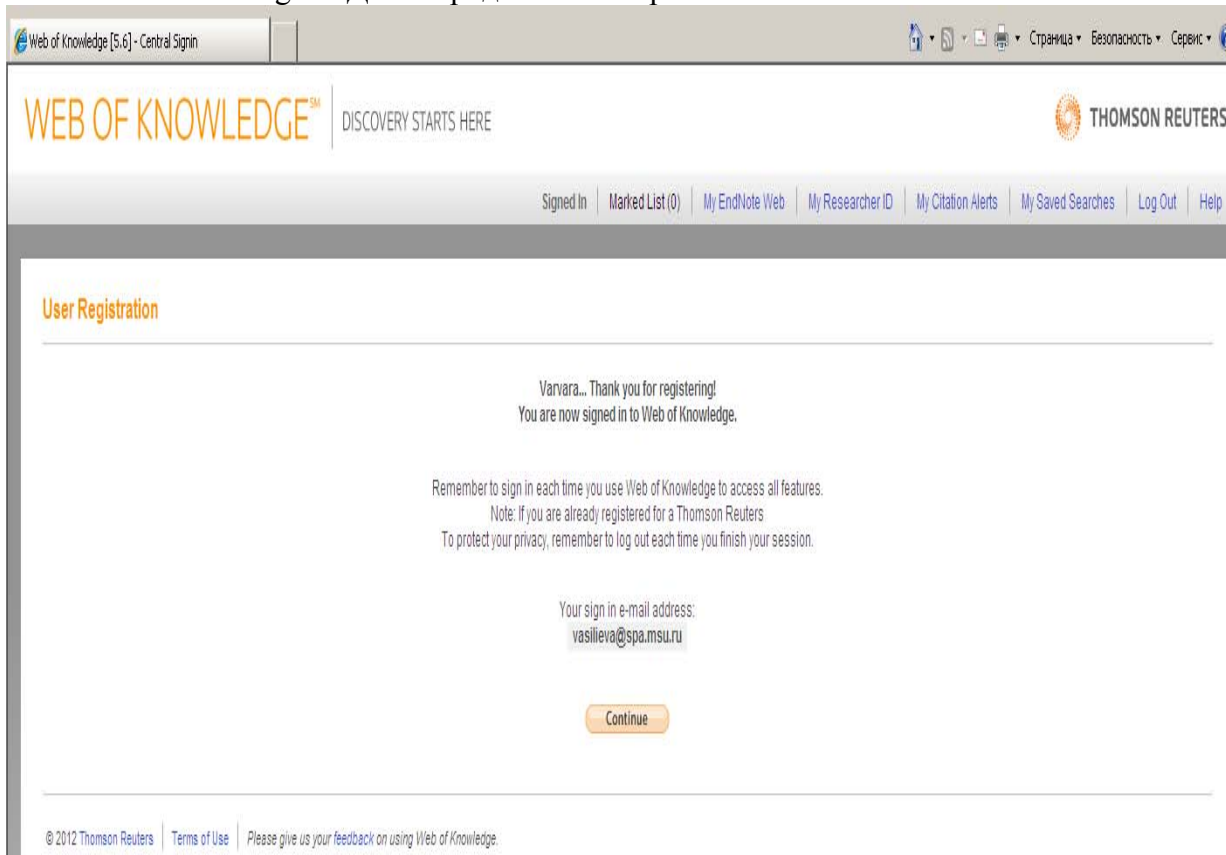 Web of Knowledge [5.6] - Central Signin
Страница Безопасность Сервис
WEB OF KNOWLEDGE℠ DISCOVERY STARTS HERE THOMSON REUTERS
Signed In Marked List (0) My EndNote Web My Researcher ID My Citation Alerts My Saved Searches Log Out Help
User Registration
Varvara... Thank you for registering!
You are now signed in to Web of Knowledge.
Remember to sign in each time you use Web of Knowledge to access all features.
Note: If you are already registered for a Thomson Reuters
To protect your privacy, remember to log out each time you finish your session.
Your sign in e-mail address:
vasilieva@spa.msu.ru
Continue
© 2012 Thomson Reuters Terms of Use Please give us your feedback on using Web of Knowledge.